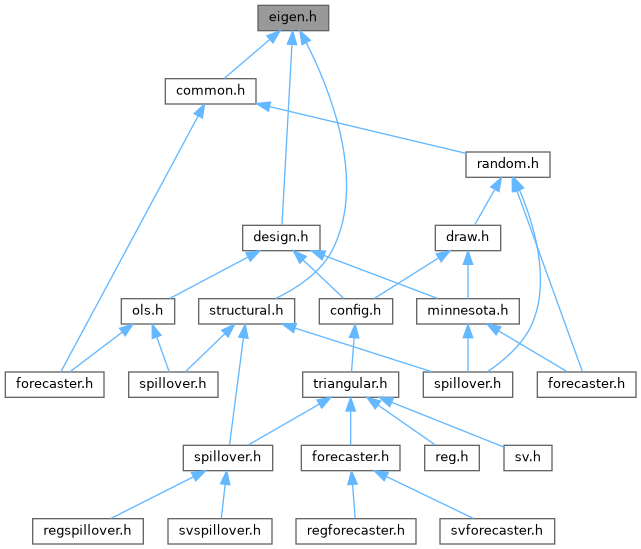 eigen.h
common.h
random.h
design.h
draw.h
ols.h
structural.h
config.h
minnesota.h
forecaster.h
spillover.h
triangular.h
spillover.h
forecaster.h
spillover.h
forecaster.h
reg.h
sv.h
regspillover.h
svspillover.h
regforecaster.h
svforecaster.h